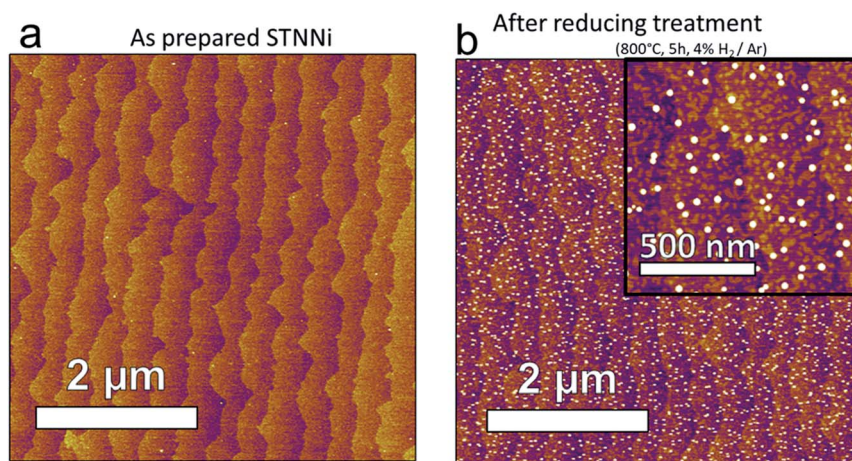 a
As prepared STNNi
2 μm
b
After reducing treatment
(800°C, 5h, 4% H₂ / Ar)
500 nm
2 μm